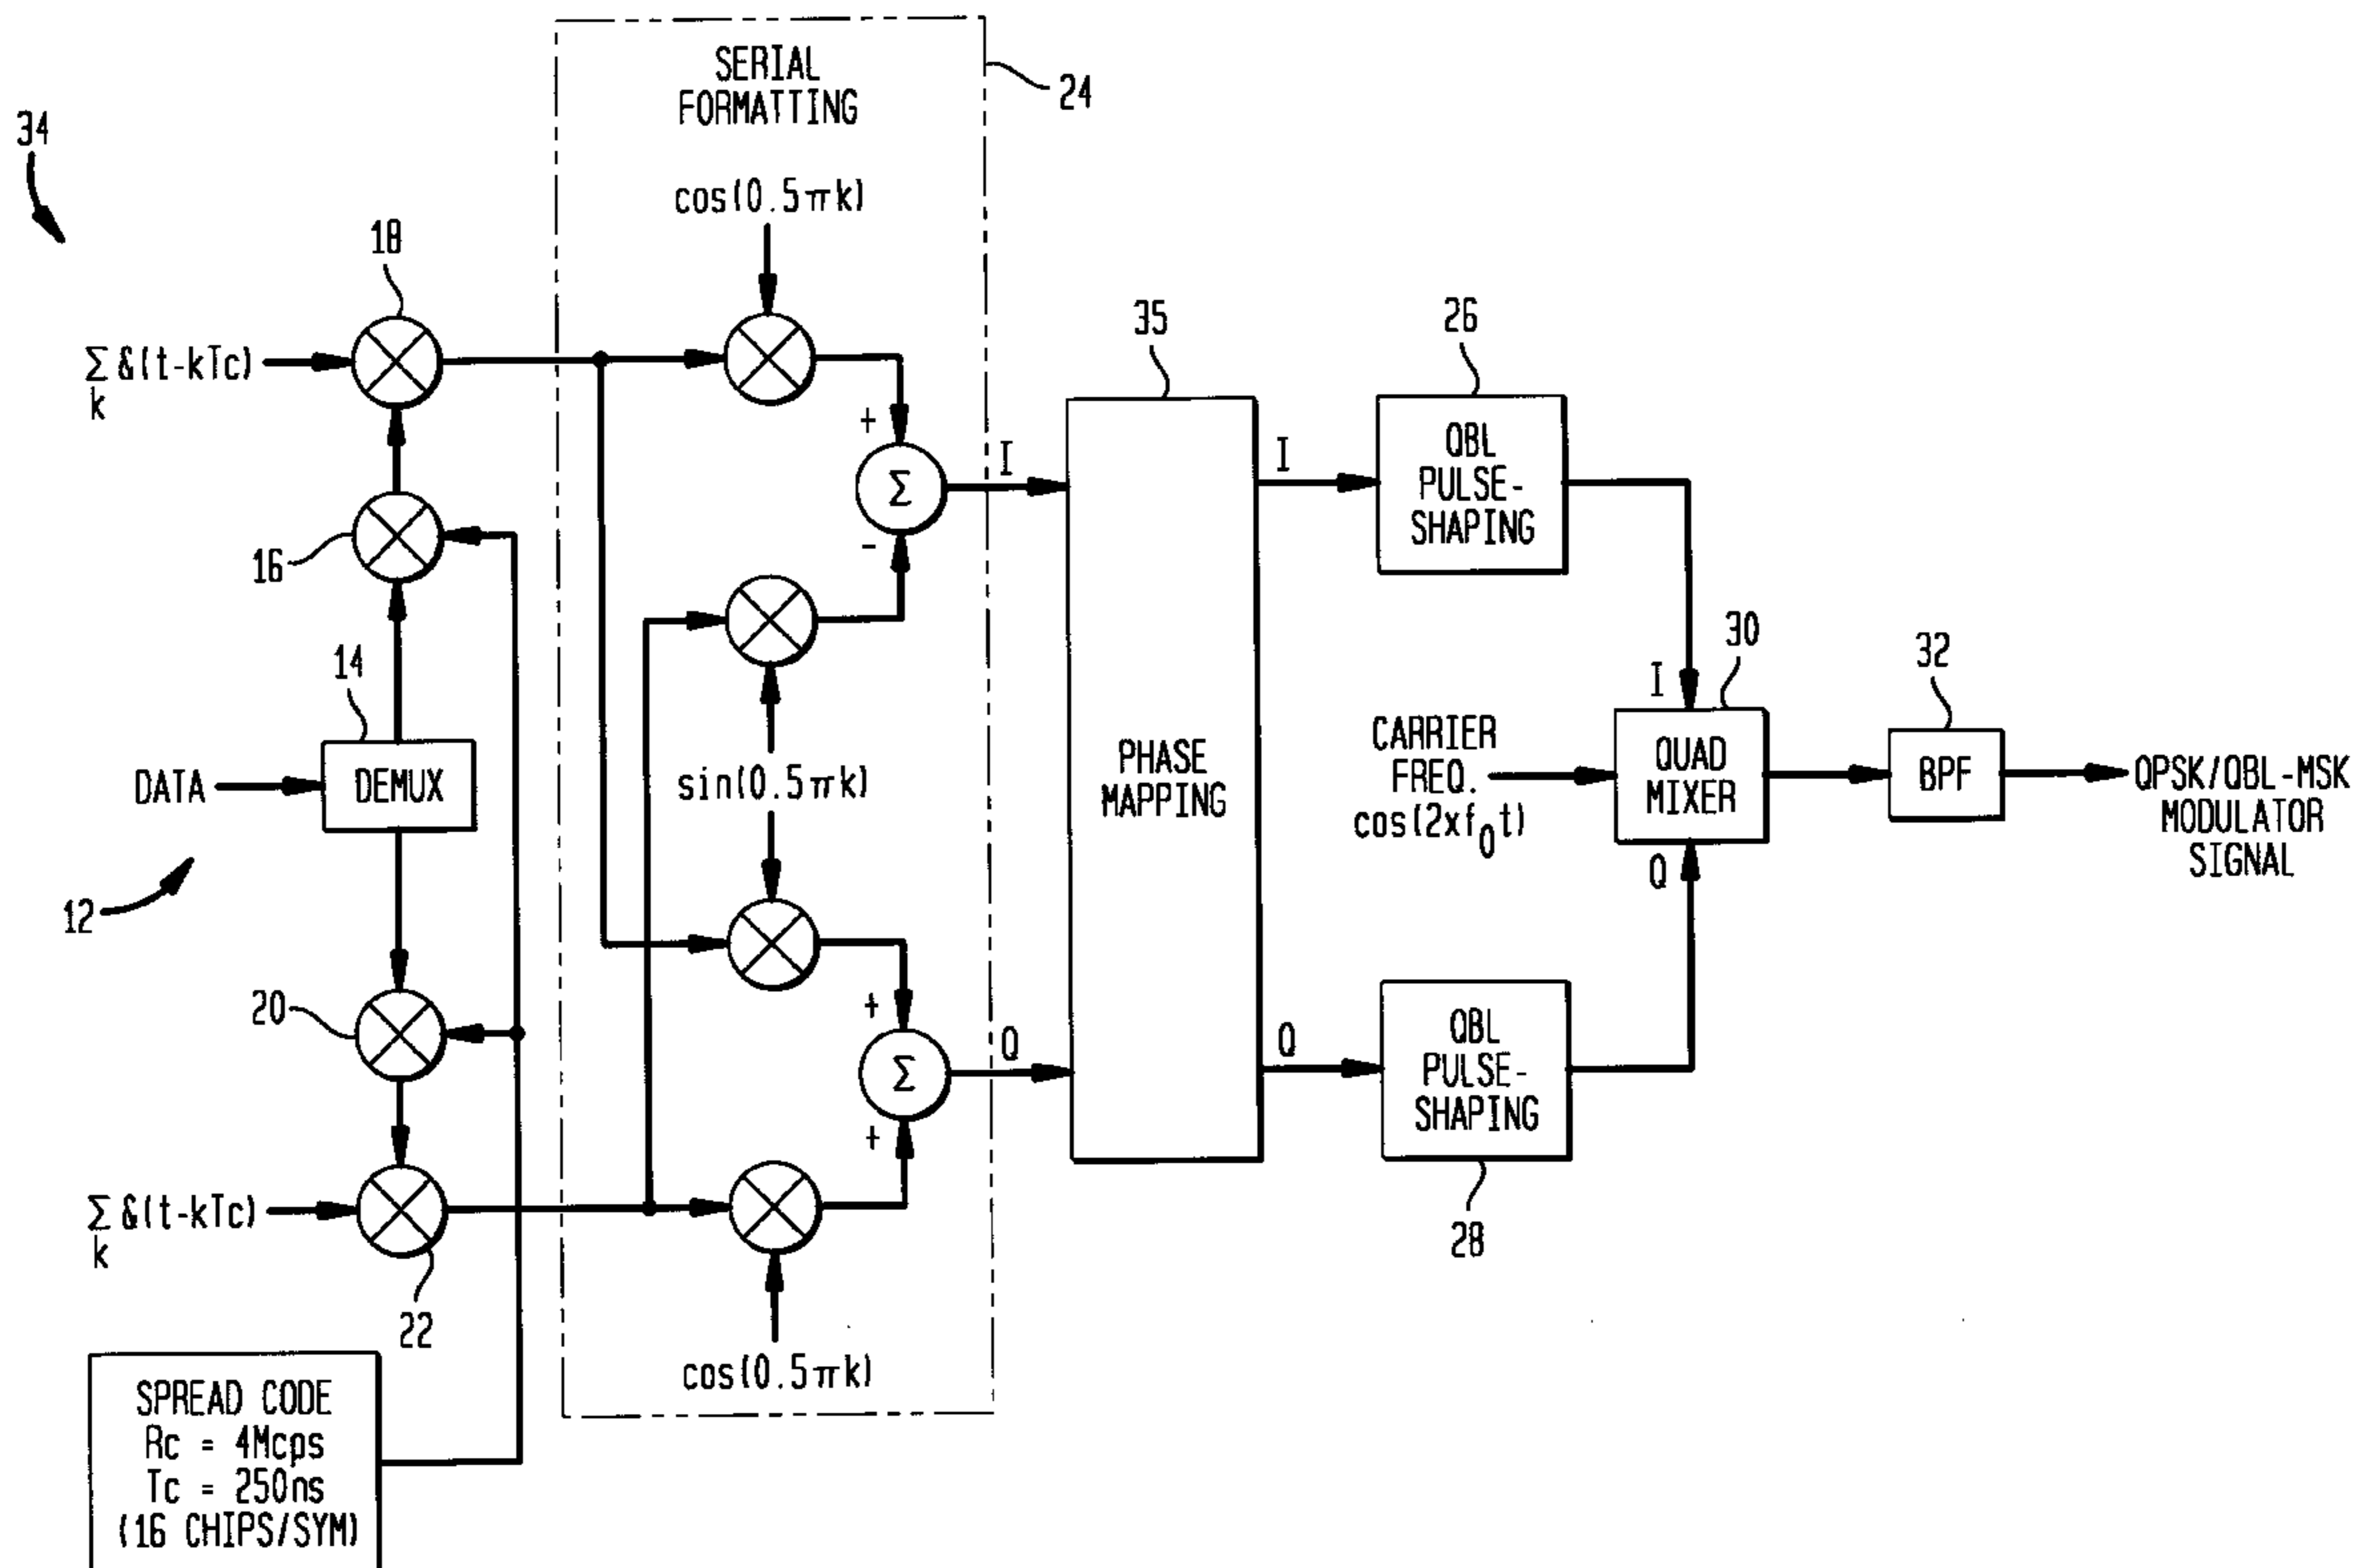 SERIAL
FORMATTING
24
34
cos(0.5πk)
18
35
26
Σ &(t-kTc)
k
+
I
I
QBL
PULSE-
SHAPING
Σ
-
16
30
14
32
I
DATA
DEMUX
sin(0.5πk)
PHASE
MAPPING
CARRIER
FREQ.
cos(2xf0t)
QUAD
MIXER
BPF
QPSK/QBL-MSK
MODULATOR
SIGNAL
Q
12
20
+
Q
Q
QBL
PULSE-
SHAPING
Σ
+
Σ &(t-kTc)
k
28
22
cos(0.5πk)
SPREAD CODE
Rc = 4Mcps
Tc = 250ns
(16 CHIPS/SYM)